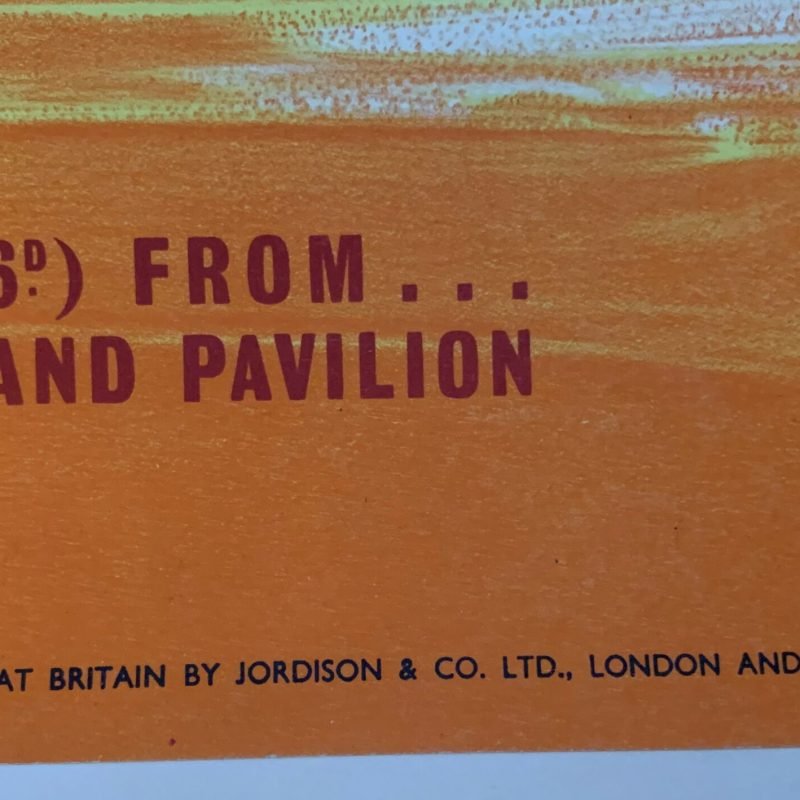 6ᴰ.) FROM...
AND PAVILION
AT BRITAIN BY JORDISON & CO. LTD., LONDON AND